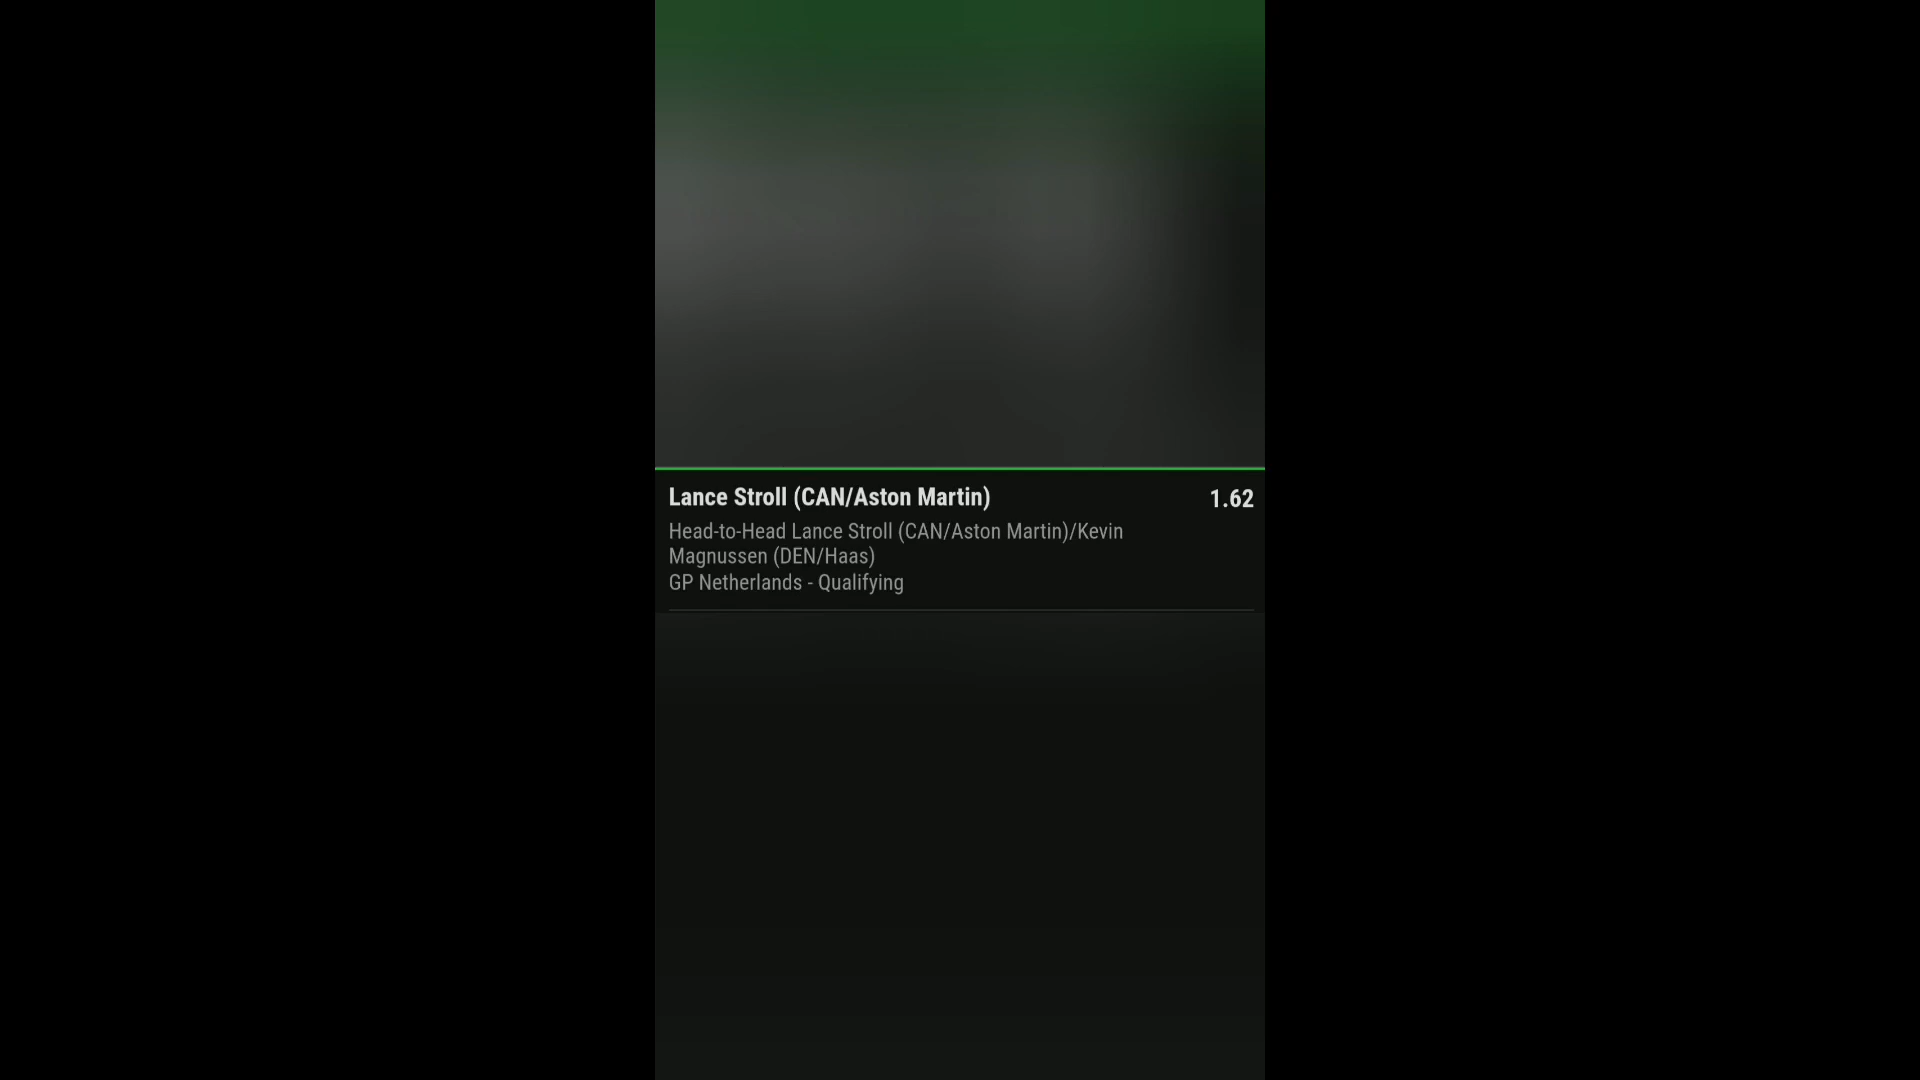 Lance Stroll (CAN/Aston Martin) 1.62
Head-to-Head Lance Stroll (CAN/Aston Martin)/Kevin
Magnussen (DEN/Haas)
GP Netherlands - Qualifying